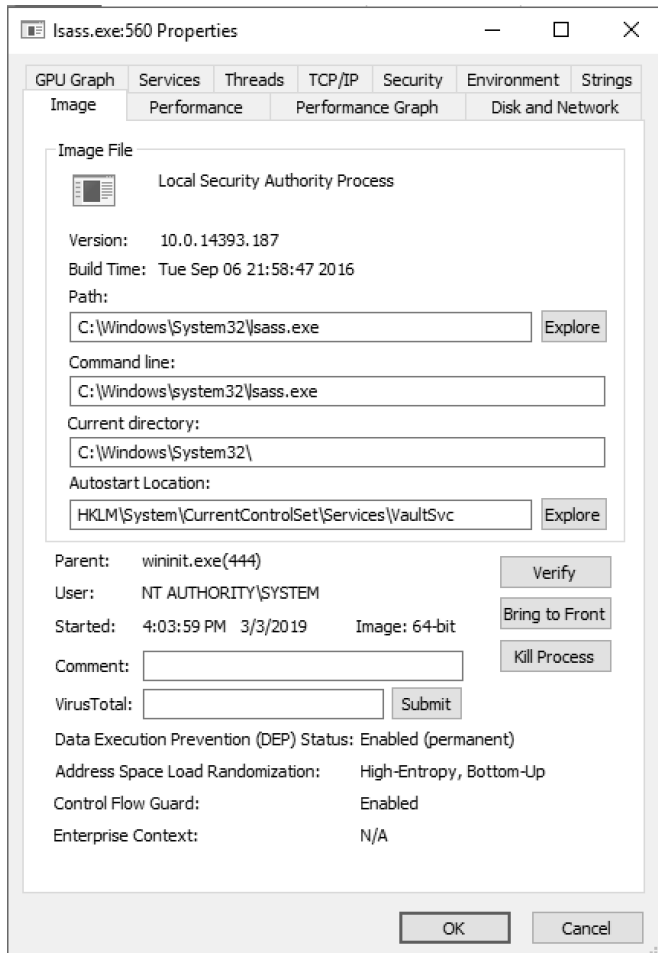 lsass.exe:560 Properties
GPU Graph Services Threads TCP/IP Security Environment Strings
Image Performance Performance Graph Disk and Network
Image File
Local Security Authority Process
Version: 10.0.14393.187
Build Time: Tue Sep 06 21:58:47 2016
Path:
C:\Windows\System32\lsass.exe Explore
Command line:
C:\Windows\system32\lsass.exe
Current directory:
C:\Windows\System32\
Autostart Location:
HKLM\System\CurrentControlSet\Services\VaultSvc Explore
Parent: wininit.exe(444)
Verify
User: NT AUTHORITY\SYSTEM
Bring to Front
Started: 4:03:59 PM 3/3/2019 Image: 64-bit
Kill Process
Comment:
VirusTotal: Submit
Data Execution Prevention (DEP) Status: Enabled (permanent)
Address Space Load Randomization: High-Entropy, Bottom-Up
Control Flow Guard: Enabled
Enterprise Context: N/A
OK Cancel